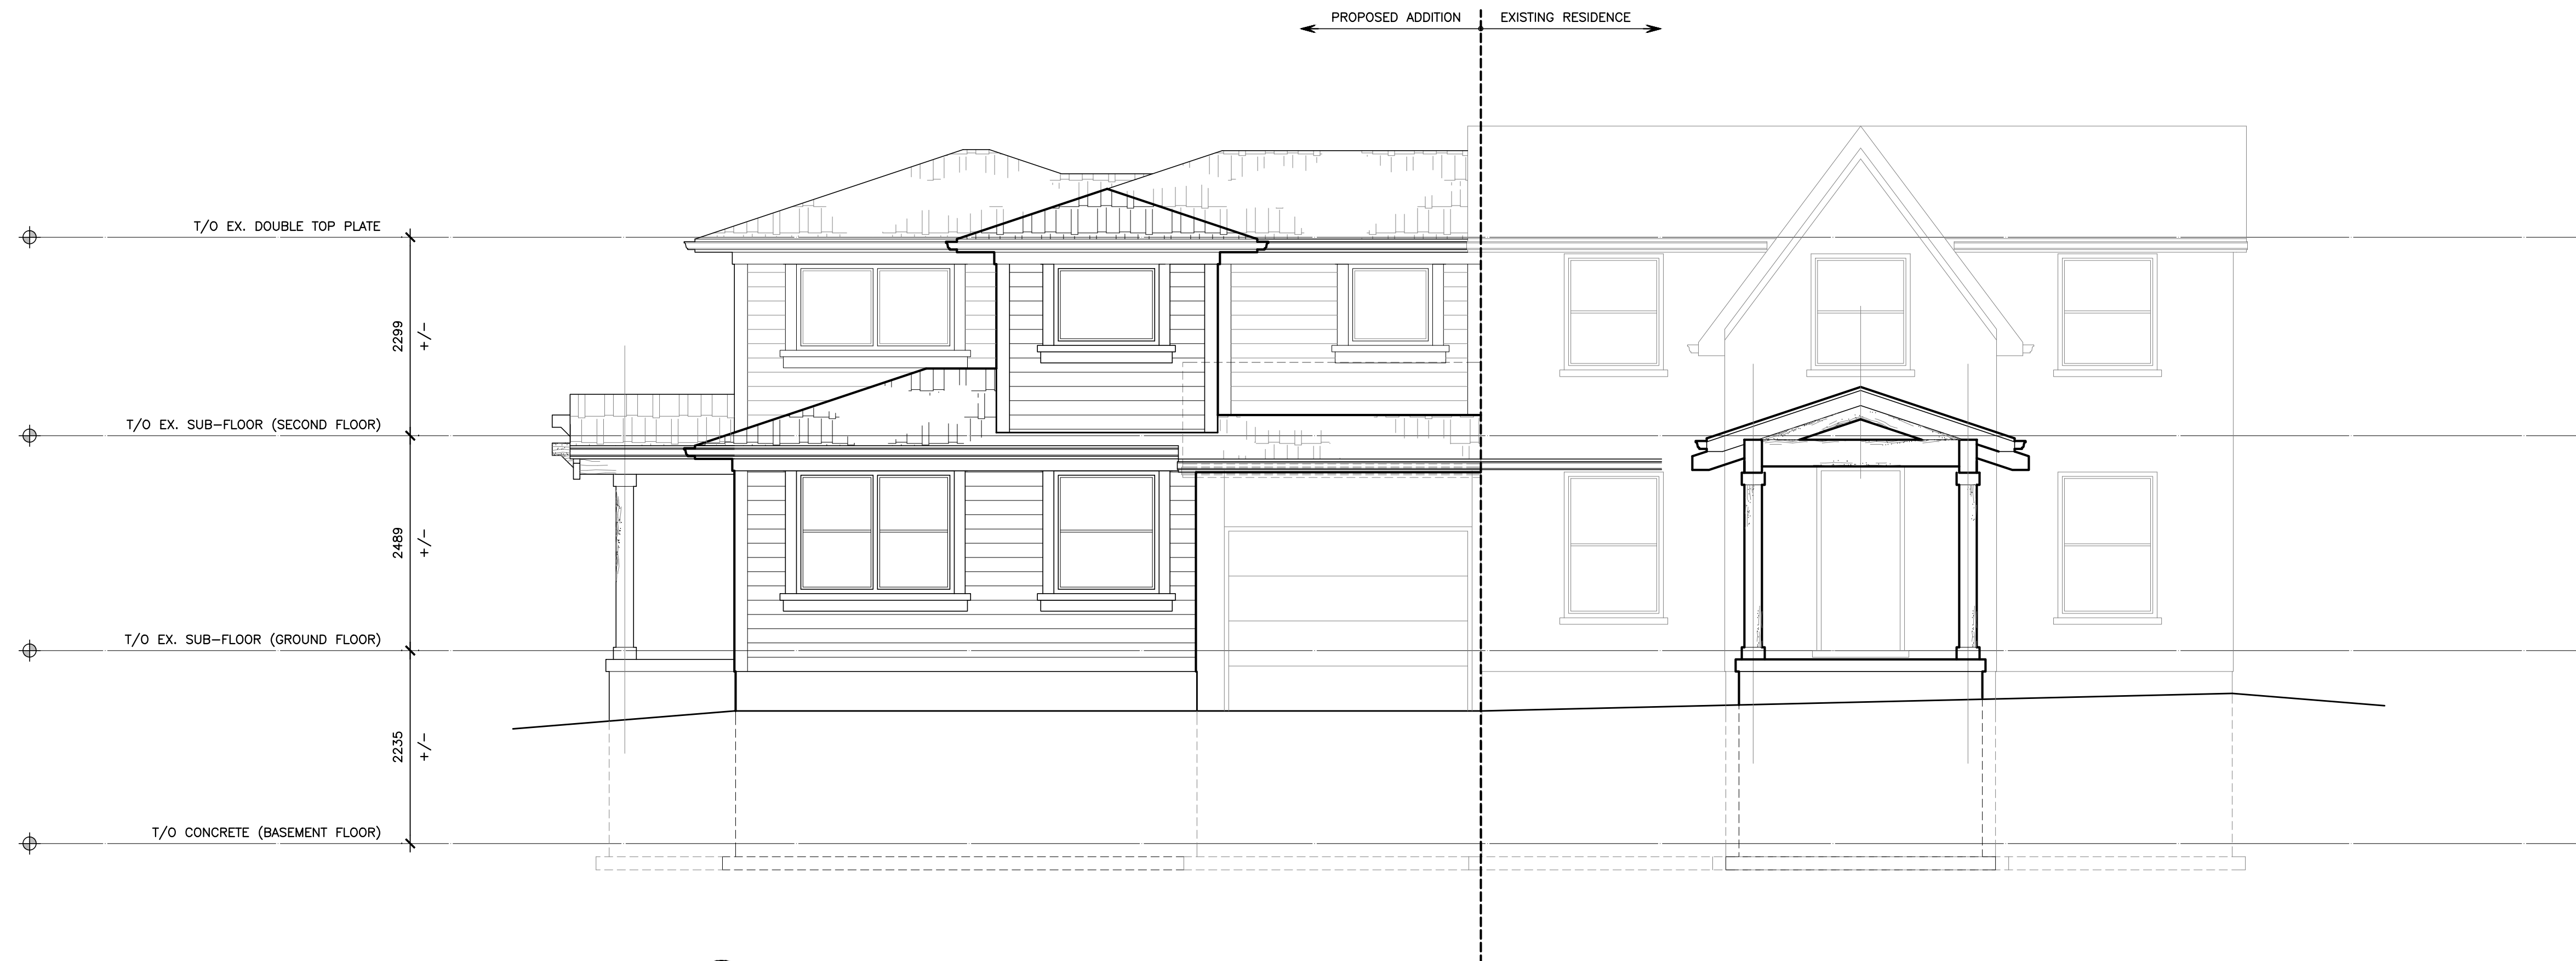 PROPOSED ADDITION
EXISTING RESIDENCE
T/O EX. DOUBLE TOP PLATE
2299
+/-
T/O EX. SUB-FLOOR (SECOND FLOOR)
2489
+/-
T/O EX. SUB-FLOOR (GROUND FLOOR)
2235
+/-
T/O CONCRETE (BASEMENT FLOOR)